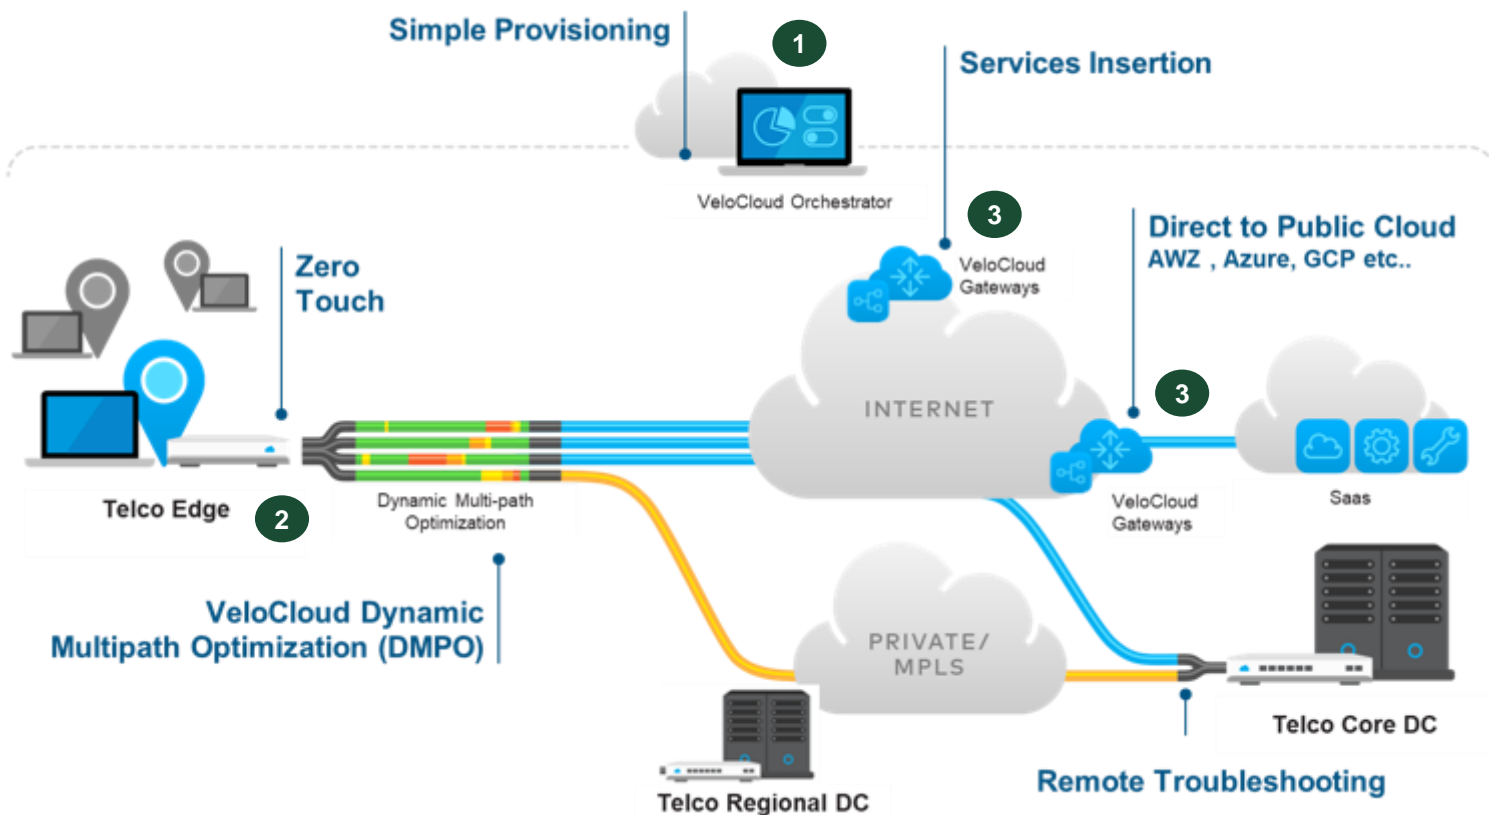 Simple Provisioning
1
Services Insertion
VeloCloud Orchestrator
3
VeloCloud
Gateways
Direct to Public Cloud
AWZ , Azure, GCP etc..
Zero
Touch
INTERNET
3
Telco Edge
2
Dynamic Multi-path
Optimization
VeloCloud
Gateways
Saas
VeloCloud Dynamic
Multipath Optimization (DMPO)
PRIVATE/
MPLS
Telco Core DC
Remote Troubleshooting
Telco Regional DC